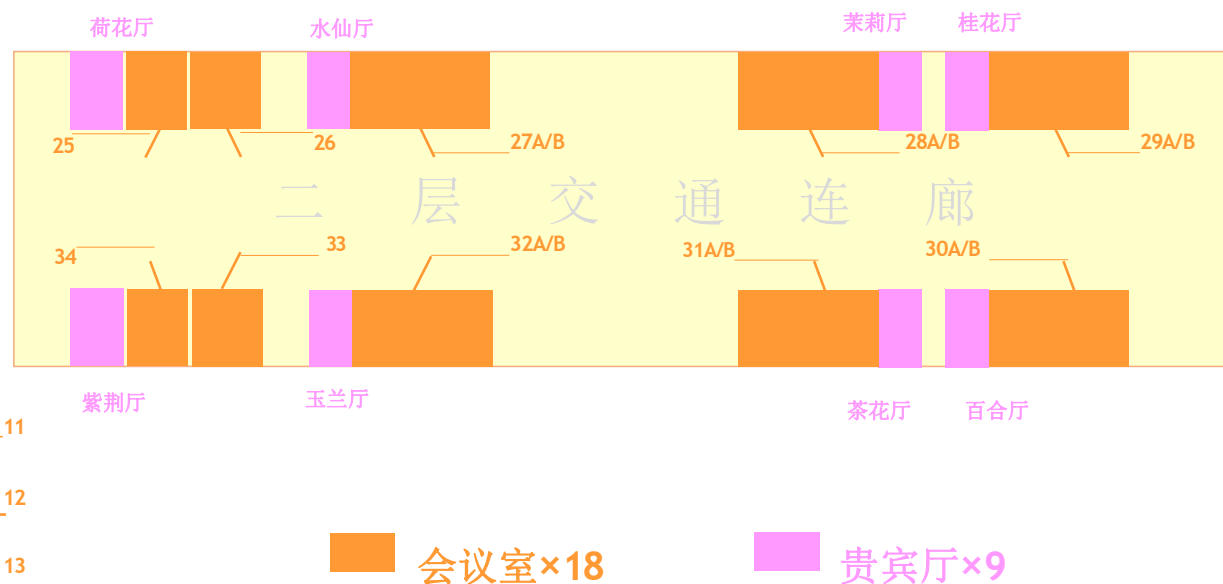 荷花厅
水仙厅
茉莉厅
桂花厅
25
26
27A/B
28A/B
29A/B
二层交通连廊
34
33
32A/B
31A/B
30A/B
紫荆厅
玉兰厅
茶花厅
百合厅
11
12
13
会议室×18
贵宾厅×9